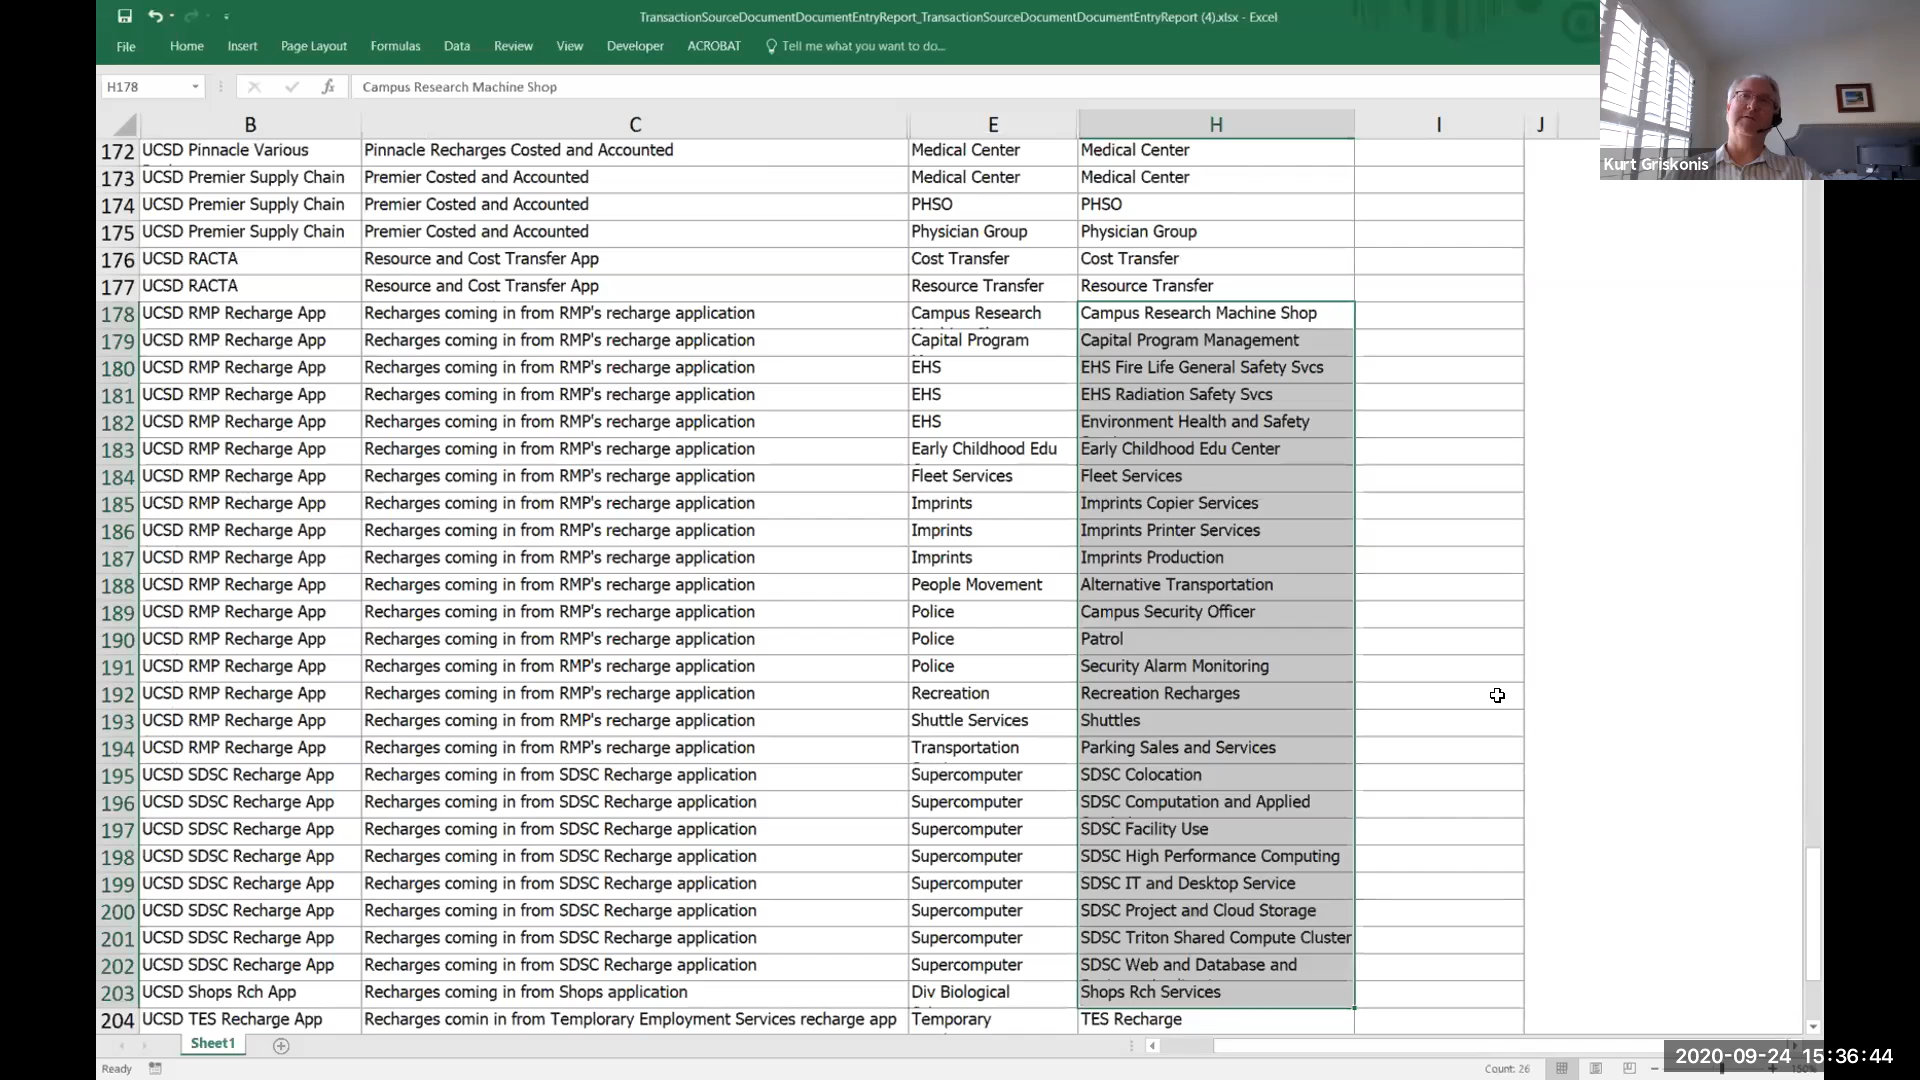 TransactionSourceDocumentDocumentEntryReport_TransactionSourceDocumentDocumentEntryReport (4).xlsx - Excel
File Home Insert Page Layout Formulas Data Review View Developer ACROBAT Tell me what you want to do...
H178 fx Campus Research Machine Shop
Kurt Griskonis
B C E H I J
172 UCSD Pinnacle Various Pinnacle Recharges Costed and Accounted Medical Center Medical Center
173 UCSD Premier Supply Chain Premier Costed and Accounted Medical Center Medical Center
174 UCSD Premier Supply Chain Premier Costed and Accounted PHSO PHSO
175 UCSD Premier Supply Chain Premier Costed and Accounted Physician Group Physician Group
176 UCSD RACTA Resource and Cost Transfer App Cost Transfer Cost Transfer
177 UCSD RACTA Resource and Cost Transfer App Resource Transfer Resource Transfer
178 UCSD RMP Recharge App Recharges coming in from RMP's recharge application Campus Research Campus Research Machine Shop
179 UCSD RMP Recharge App Recharges coming in from RMP's recharge application Capital Program Capital Program Management
180 UCSD RMP Recharge App Recharges coming in from RMP's recharge application EHS EHS Fire Life General Safety Svcs
181 UCSD RMP Recharge App Recharges coming in from RMP's recharge application EHS EHS Radiation Safety Svcs
182 UCSD RMP Recharge App Recharges coming in from RMP's recharge application EHS Environment Health and Safety
183 UCSD RMP Recharge App Recharges coming in from RMP's recharge application Early Childhood Edu Early Childhood Edu Center
184 UCSD RMP Recharge App Recharges coming in from RMP's recharge application Fleet Services Fleet Services
185 UCSD RMP Recharge App Recharges coming in from RMP's recharge application Imprints Imprints Copier Services
186 UCSD RMP Recharge App Recharges coming in from RMP's recharge application Imprints Imprints Printer Services
187 UCSD RMP Recharge App Recharges coming in from RMP's recharge application Imprints Imprints Production
188 UCSD RMP Recharge App Recharges coming in from RMP's recharge application People Movement Alternative Transportation
189 UCSD RMP Recharge App Recharges coming in from RMP's recharge application Police Campus Security Officer
190 UCSD RMP Recharge App Recharges coming in from RMP's recharge application Police Patrol
191 UCSD RMP Recharge App Recharges coming in from RMP's recharge application Police Security Alarm Monitoring
192 UCSD RMP Recharge App Recharges coming in from RMP's recharge application Recreation Recreation Recharges
193 UCSD RMP Recharge App Recharges coming in from RMP's recharge application Shuttle Services Shuttles
194 UCSD RMP Recharge App Recharges coming in from RMP's recharge application Transportation Parking Sales and Services
195 UCSD SDSC Recharge App Recharges coming in from SDSC Recharge application Supercomputer SDSC Colocation
196 UCSD SDSC Recharge App Recharges coming in from SDSC Recharge application Supercomputer SDSC Computation and Applied
197 UCSD SDSC Recharge App Recharges coming in from SDSC Recharge application Supercomputer SDSC Facility Use
198 UCSD SDSC Recharge App Recharges coming in from SDSC Recharge application Supercomputer SDSC High Performance Computing
199 UCSD SDSC Recharge App Recharges coming in from SDSC Recharge application Supercomputer SDSC IT and Desktop Service
200 UCSD SDSC Recharge App Recharges coming in from SDSC Recharge application Supercomputer SDSC Project and Cloud Storage
201 UCSD SDSC Recharge App Recharges coming in from SDSC Recharge application Supercomputer SDSC Triton Shared Compute Cluster
202 UCSD SDSC Recharge App Recharges coming in from SDSC Recharge application Supercomputer SDSC Web and Database and
203 UCSD Shops Rch App Recharges coming in from Shops application Div Biological Shops Rch Services
204 UCSD TES Recharge App Recharges comin in from Templorary Employment Services recharge app Temporary TES Recharge
Sheet1
Ready Count: 26 150%
2020-09-24 15:36:44